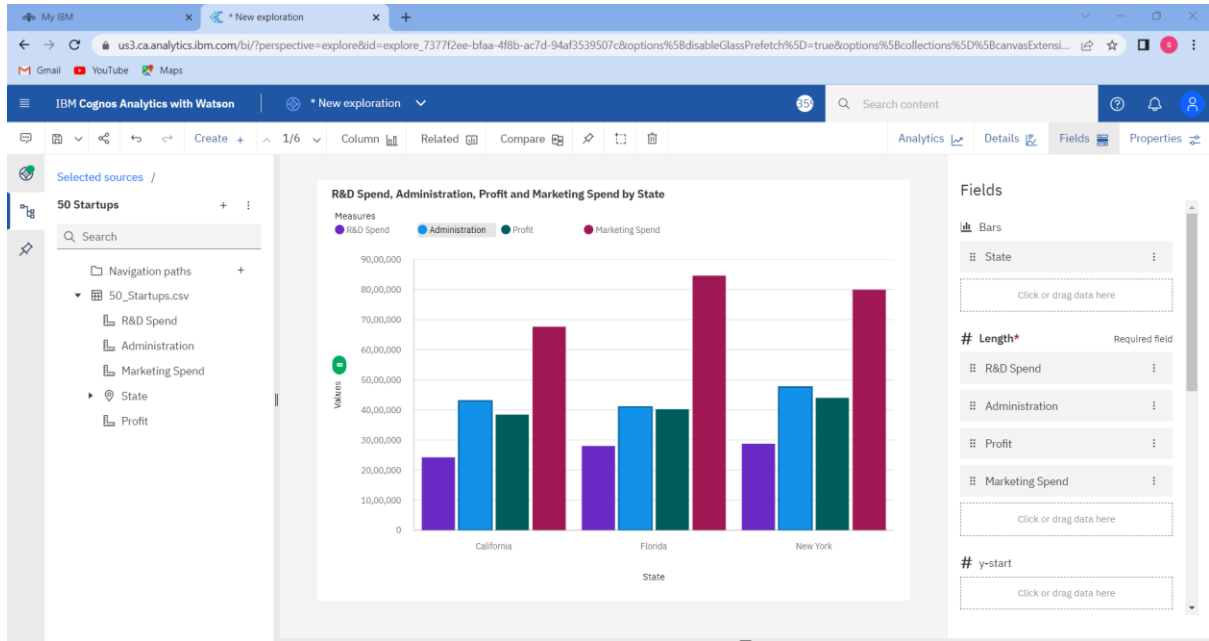 My IBM
* New exploration
us3.ca.analytics.ibm.com/bi/?perspective=explore&id=explore_7377f2ee-bfaa-4f8b-ac7d-94af3539507c&options%5BdisableGlassPrefetch%5D=true&options%5Bcollections%5D%5BcanvasExtensi...
Gmail YouTube Maps
IBM Cognos Analytics with Watson * New exploration Search content
Create + 1/6 Column Related Compare Analytics Details Fields Properties
Selected sources /
50 Startups
Search
Navigation paths
50_Startups.csv
R&D Spend
Administration
Marketing Spend
State
Profit
R&D Spend, Administration, Profit and Marketing Spend by State
Measures
R&D Spend Administration Profit Marketing Spend
90,00,000
80,00,000
70,00,000
60,00,000
50,00,000
40,00,000
30,00,000
20,00,000
10,00,000
0
Values
California Florida New York
State
Fields
Bars
State
Click or drag data here
# Length* Required field
R&D Spend
Administration
Profit
Marketing Spend
Click or drag data here
# y-start
Click or drag data here